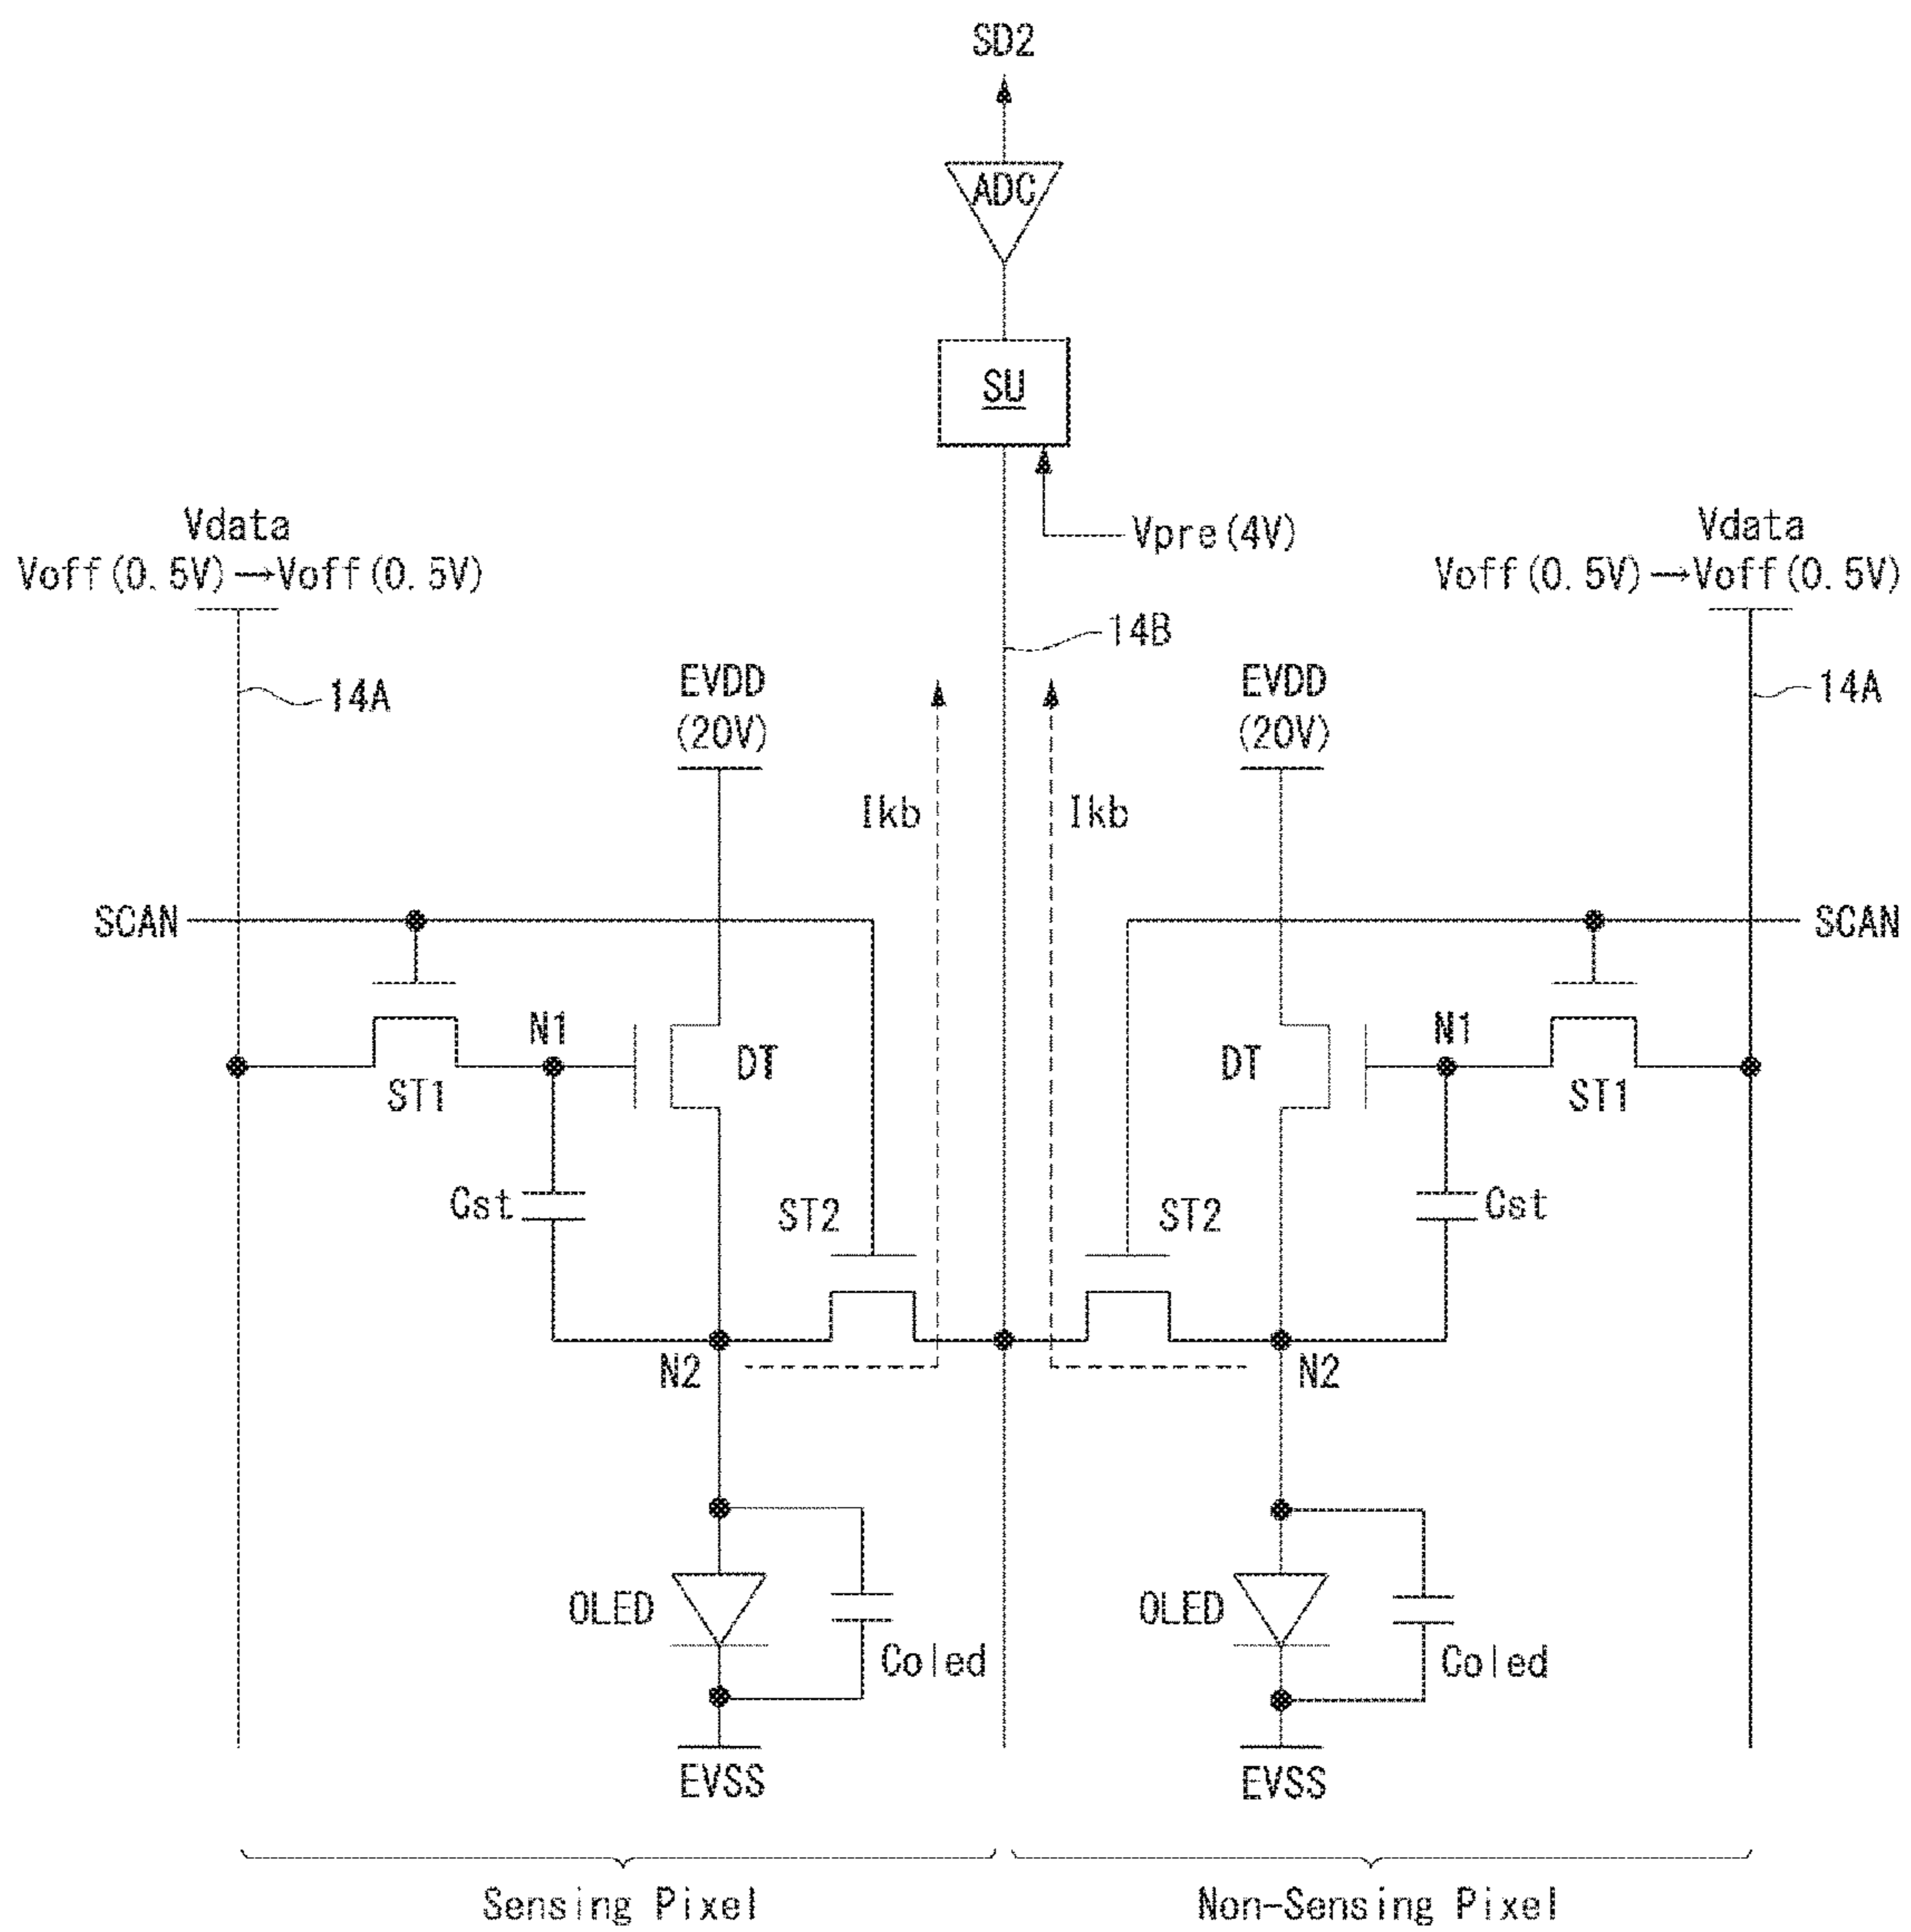 SD2
ADC
SU
Vpre(4V)
Vdata
Voff(0.5V)→Voff(0.5V)
Vdata
Voff(0.5V)→Voff(0.5V)
14B
14A
EVDD
(20V)
EVDD
(20V)
14A
Ikb
Ikb
SCAN
SCAN
N1
DT
DT
N1
ST1
ST1
Cst
ST2
ST2
Cst
N2
N2
OLED
Coled
OLED
Coled
EVSS
EVSS
Sensing Pixel
Non-Sensing Pixel